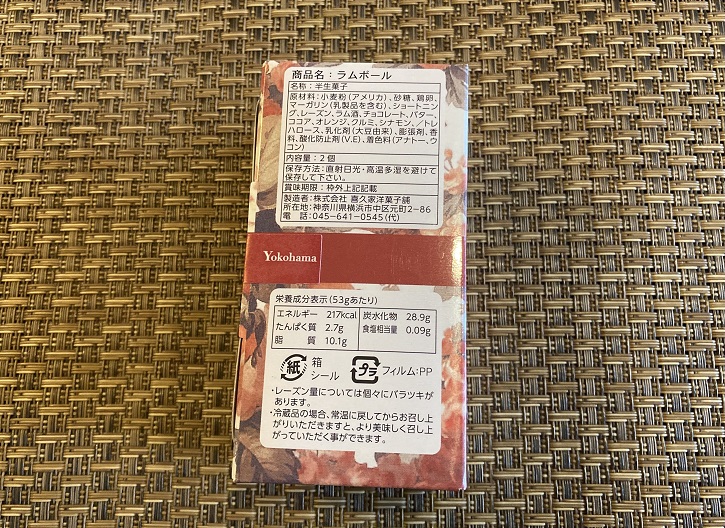 商品名：ラムボール
名称：半生菓子
原材料：小麦粉(アメリカ)、砂糖、鶏卵、
マーガリン(乳製品を含む)、ショートニン
グ、レーズン、ラム酒、チョコレート、バター、
ココア、オレンジ、クルミ、シナモン、／トレ
ハロース、乳化剤(大豆由来)、膨張剤、香
料、酸化防止剤(V.E)、着色料(アナトー、ウ
コン)
内容量：2個
保存方法：直射日光・高温多湿を避けて
保存して下さい。
賞味期限：枠外上記記載
製造者：株式会社 喜久家洋菓子舗
所在地：神奈川県横浜市中区元町2-86
電　話：045-641-0545(代)
Yokohama
栄養成分表示(53gあたり)
エネルギー 217kcal 炭水化物 28.9g
たんぱく質 2.7g 食塩相当量 0.09g
脂　質 10.1g
紙 箱 シール プラ フィルム:PP
・レーズン量については個々にバラツキが
あります。
・冷蔵品の場合、常温に戻してからお召し上
がりいただきますと、より美味しく召し上
がっていただく事ができます。